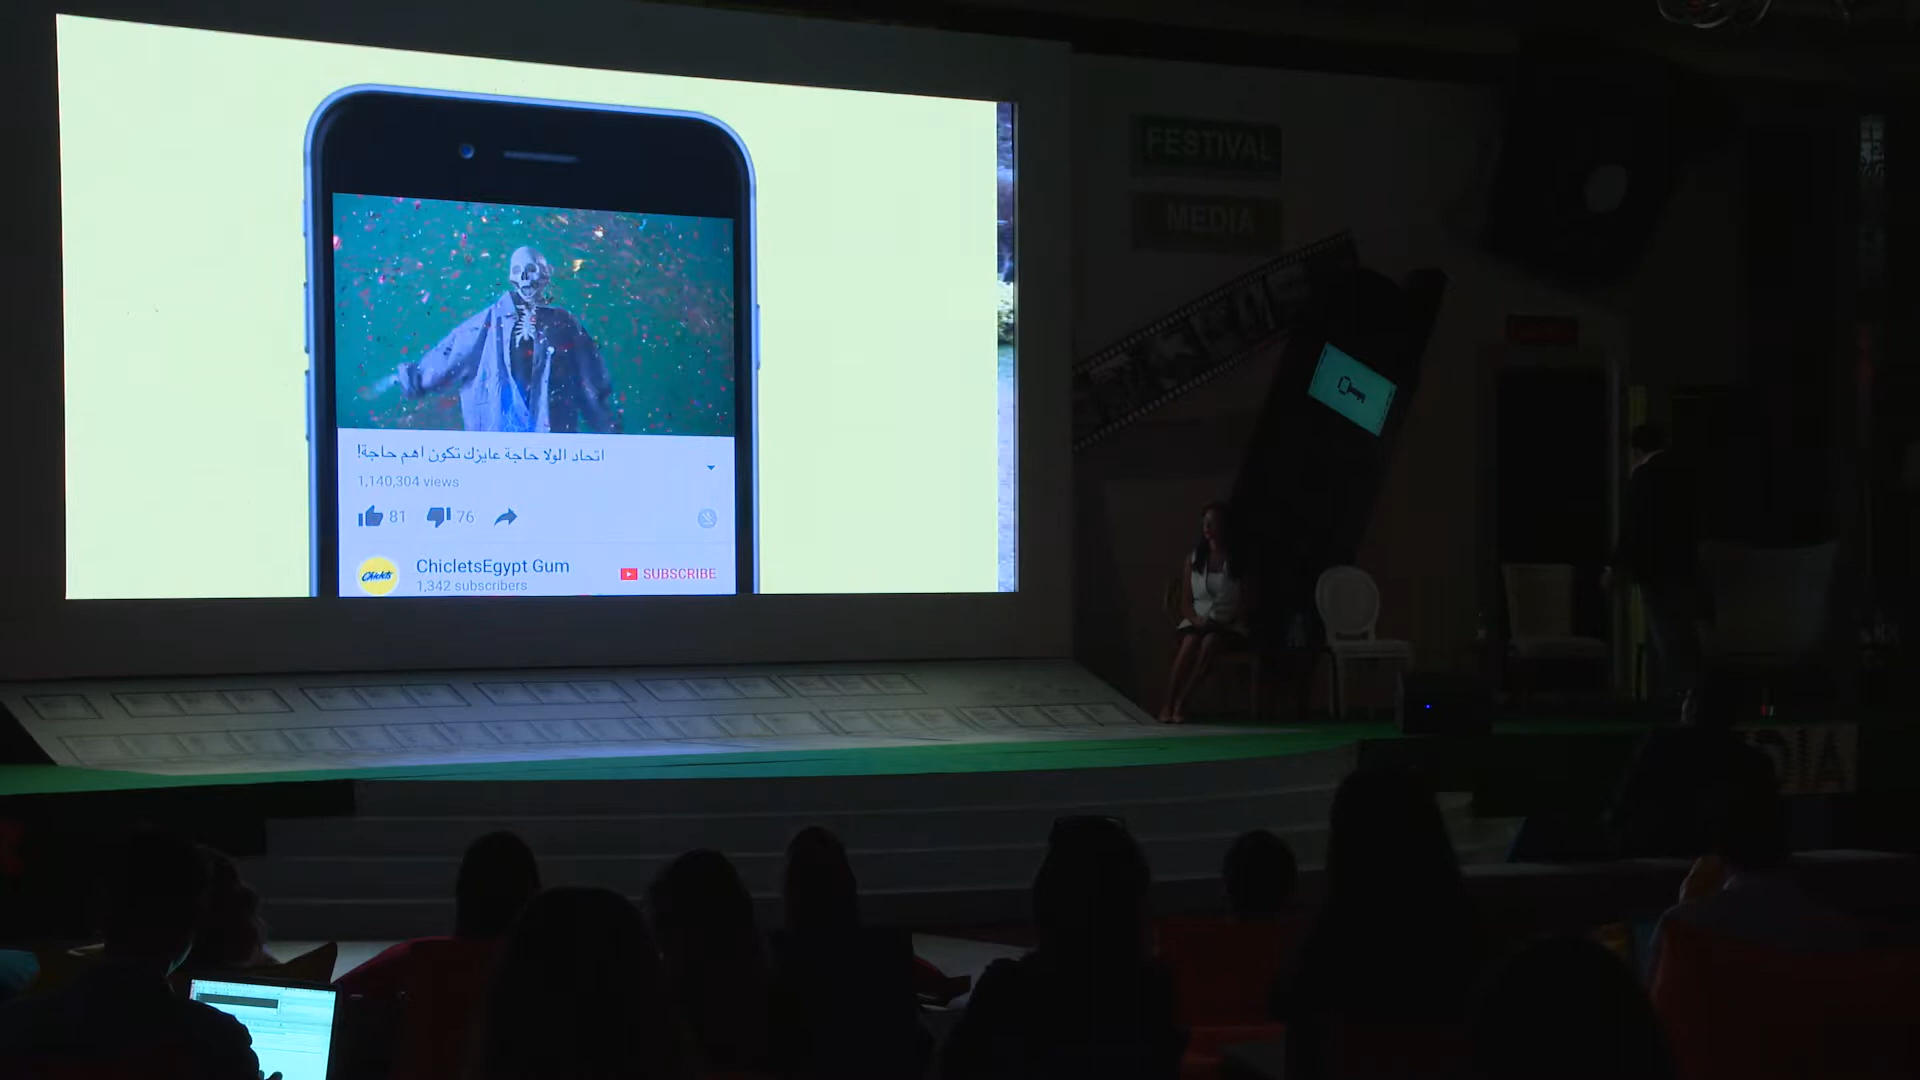 اتحاد الولا حاجة عايزك تكون اهم حاجة!
1,140,304 views
81
76
ChicletsEgypt Gum
SUBSCRIBE
1,342 subscribers
Chiclets
FESTIVAL
MEDIA